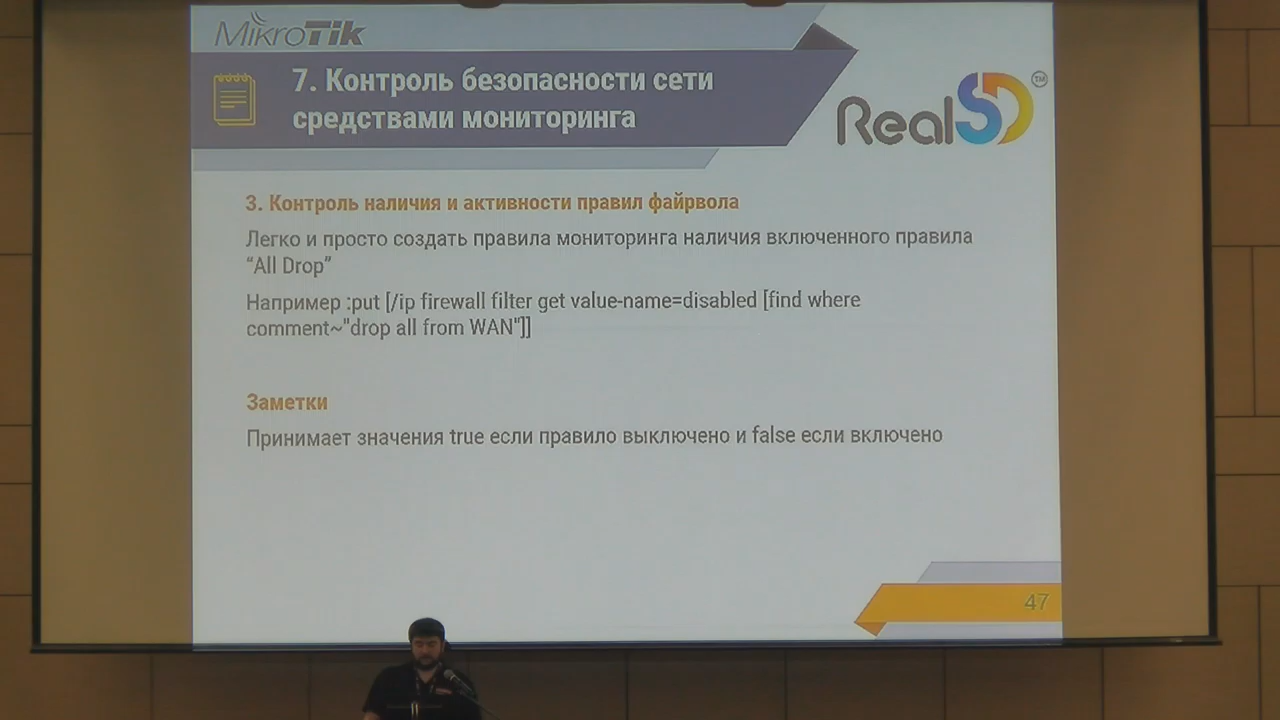 MikroTik
7. Контроль безопасности сети
средствами мониторинга
RealSD TM
3. Контроль наличия и активности правил файрвола
Легко и просто создать правила мониторинга наличия включенного правила
“All Drop”
Например :put [/ip firewall filter get value-name=disabled [find where
comment~"drop all from WAN"]]
Заметки
Принимает значения true если правило выключено и false если включено
47